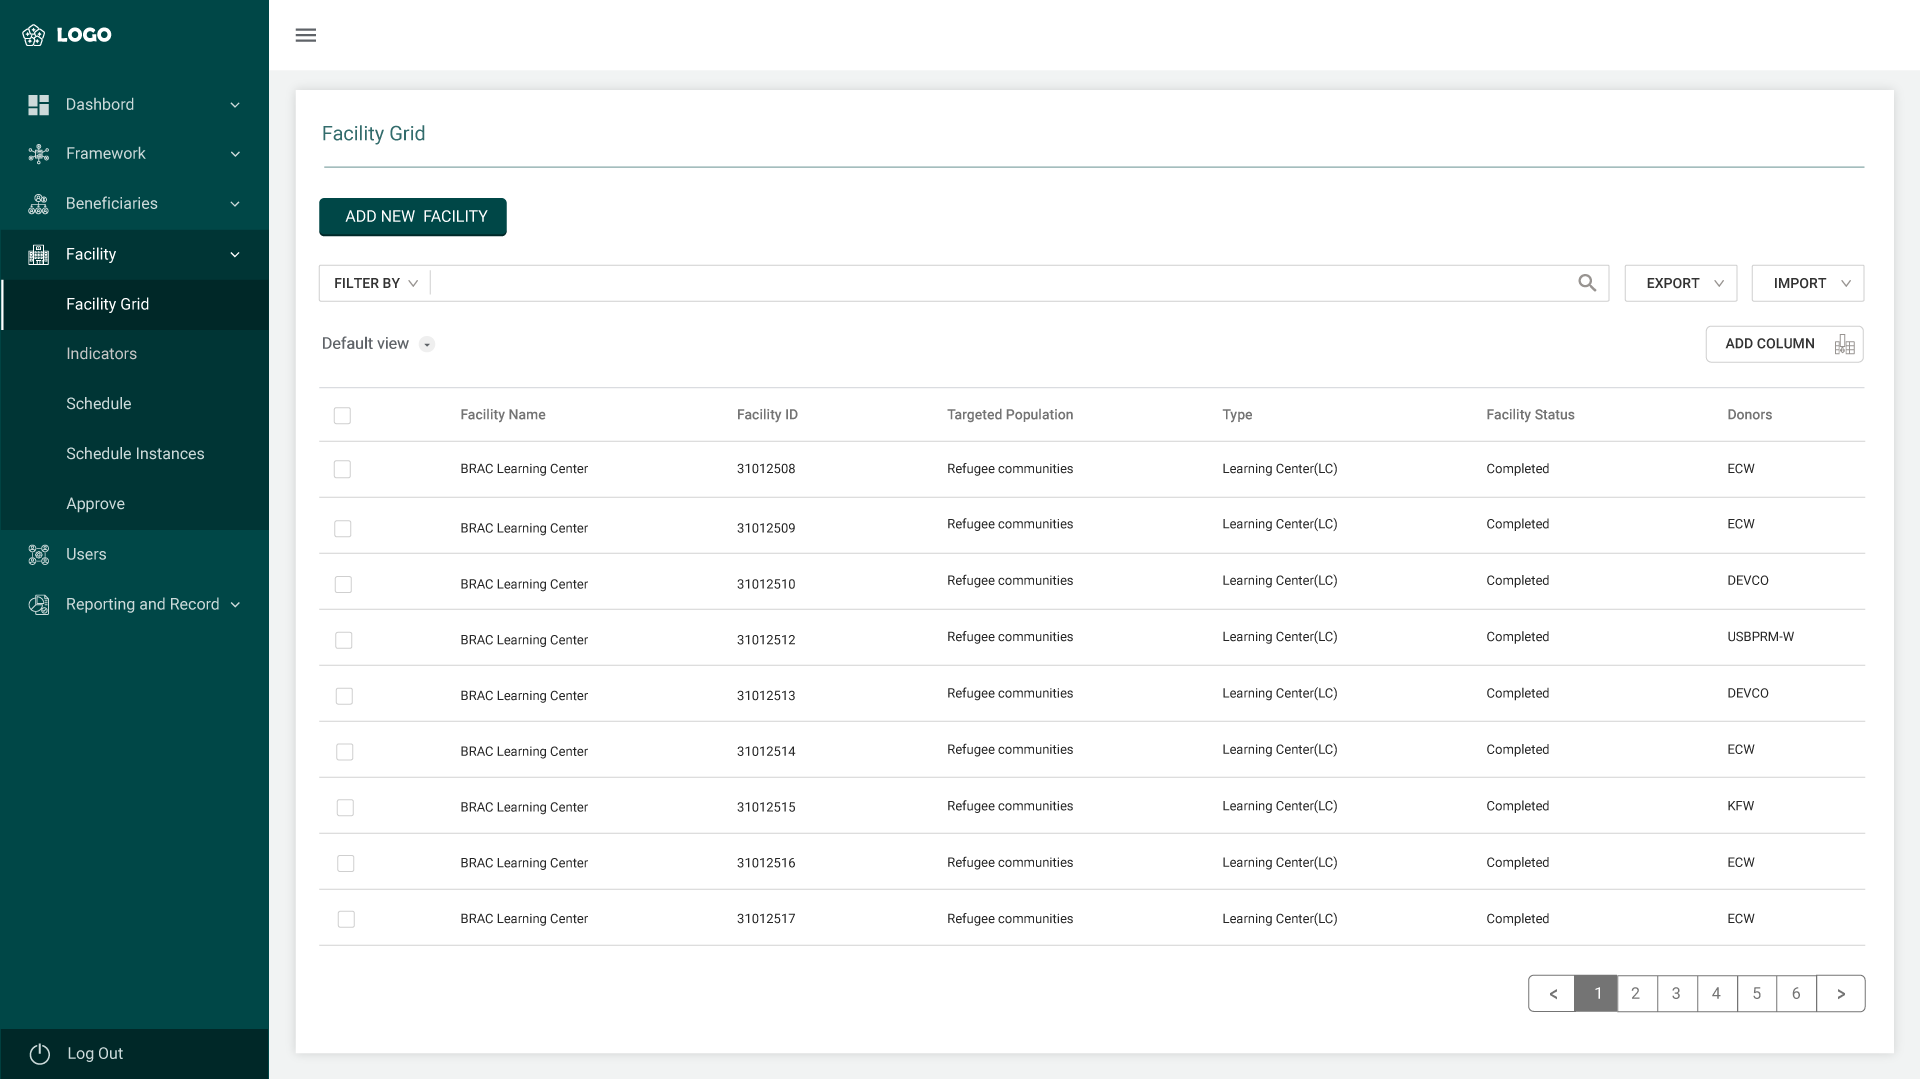 LOGO
Dashbord
Framework
Beneficiaries
Facility
Facility Grid
Indicators
Schedule
Schedule Instances
Approve
Users
Reporting and Record
Log Out
Facility Grid
ADD NEW FACILITY
FILTER BY
EXPORT
IMPORT
Default view
ADD COLUMN
Facility Name Facility ID Targeted Population Type Facility Status Donors
BRAC Learning Center 31012508 Refugee communities Learning Center(LC) Completed ECW
BRAC Learning Center 31012509 Refugee communities Learning Center(LC) Completed ECW
BRAC Learning Center 31012510 Refugee communities Learning Center(LC) Completed DEVCO
BRAC Learning Center 31012512 Refugee communities Learning Center(LC) Completed USBPRM-W
BRAC Learning Center 31012513 Refugee communities Learning Center(LC) Completed DEVCO
BRAC Learning Center 31012514 Refugee communities Learning Center(LC) Completed ECW
BRAC Learning Center 31012515 Refugee communities Learning Center(LC) Completed KFW
BRAC Learning Center 31012516 Refugee communities Learning Center(LC) Completed ECW
BRAC Learning Center 31012517 Refugee communities Learning Center(LC) Completed ECW
< 1 2 3 4 5 6 >